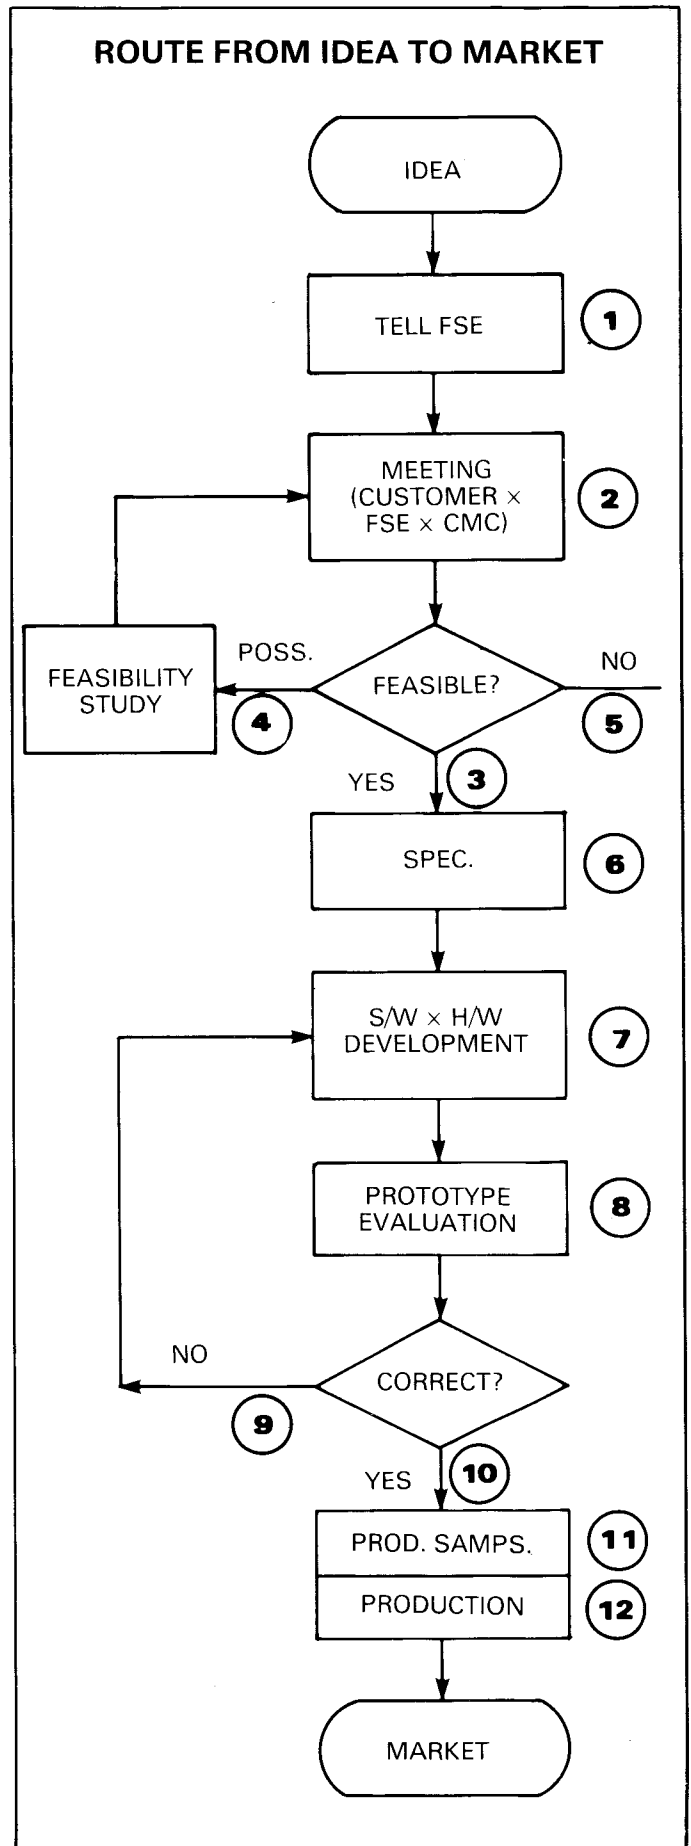 ROUTE FROM IDEA TO MARKET
IDEA
TELL FSE
1
MEETING
(CUSTOMER ×
FSE × CMC)
2
FEASIBILITY
STUDY
POSS.
4
FEASIBLE?
NO
5
YES
3
SPEC.
6
S/W × H/W
DEVELOPMENT
7
PROTOTYPE
EVALUATION
8
NO
9
CORRECT?
YES
10
PROD. SAMPS.
11
PRODUCTION
12
MARKET